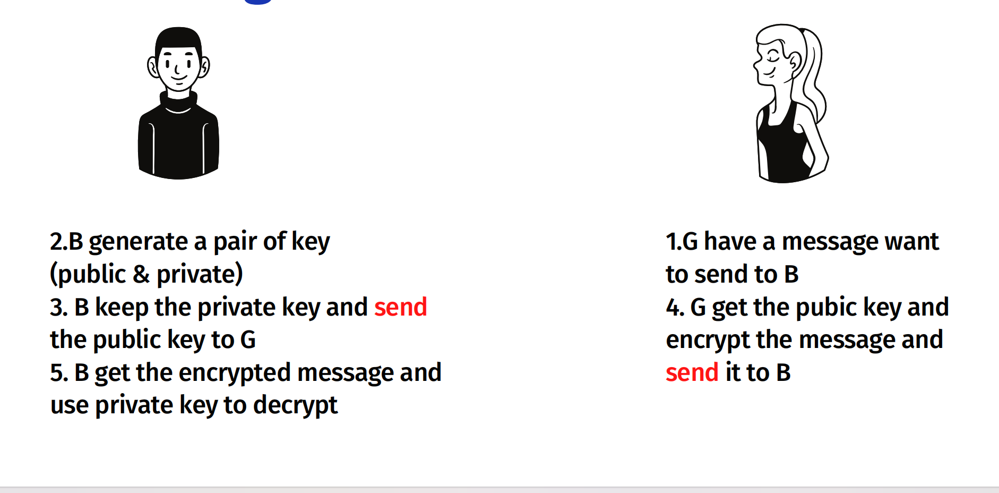 2.B generate a pair of key
(public & private)
3. B keep the private key and send
the public key to G
5. B get the encrypted message and
use private key to decrypt
1.G have a message want
to send to B
4. G get the pubic key and
encrypt the message and
send it to B